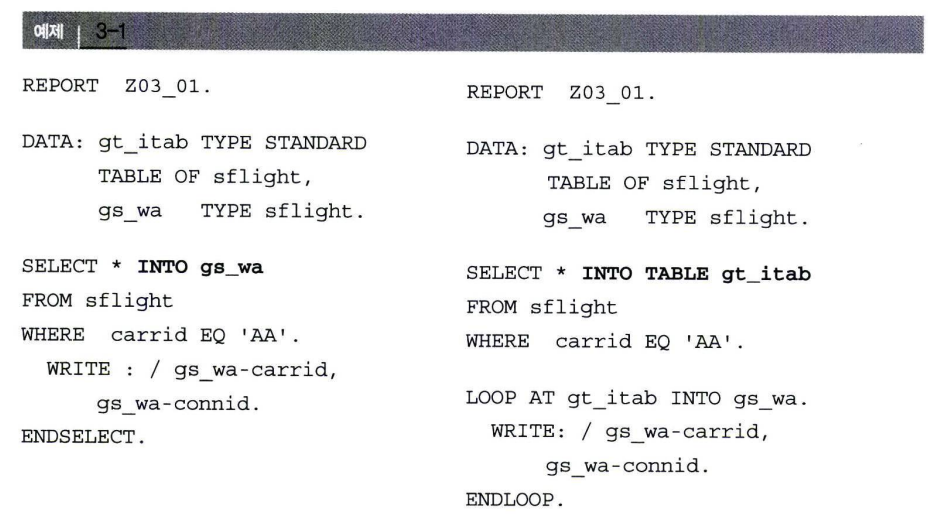 예제 3-1
REPORT Z03_01.
DATA: gt_itab TYPE STANDARD
TABLE OF sflight,
gs_wa TYPE sflight.
SELECT * INTO gs_wa
FROM sflight
WHERE carrid EQ 'AA'.
WRITE : / gs_wa-carrid,
gs_wa-connid.
ENDSELECT.
REPORT Z03_01.
DATA: gt_itab TYPE STANDARD
TABLE OF sflight,
gs_wa TYPE sflight.
SELECT * INTO TABLE gt_itab
FROM sflight
WHERE carrid EQ 'AA'.
LOOP AT gt_itab INTO gs_wa.
WRITE: / gs_wa-carrid,
gs_wa-connid.
ENDLOOP.